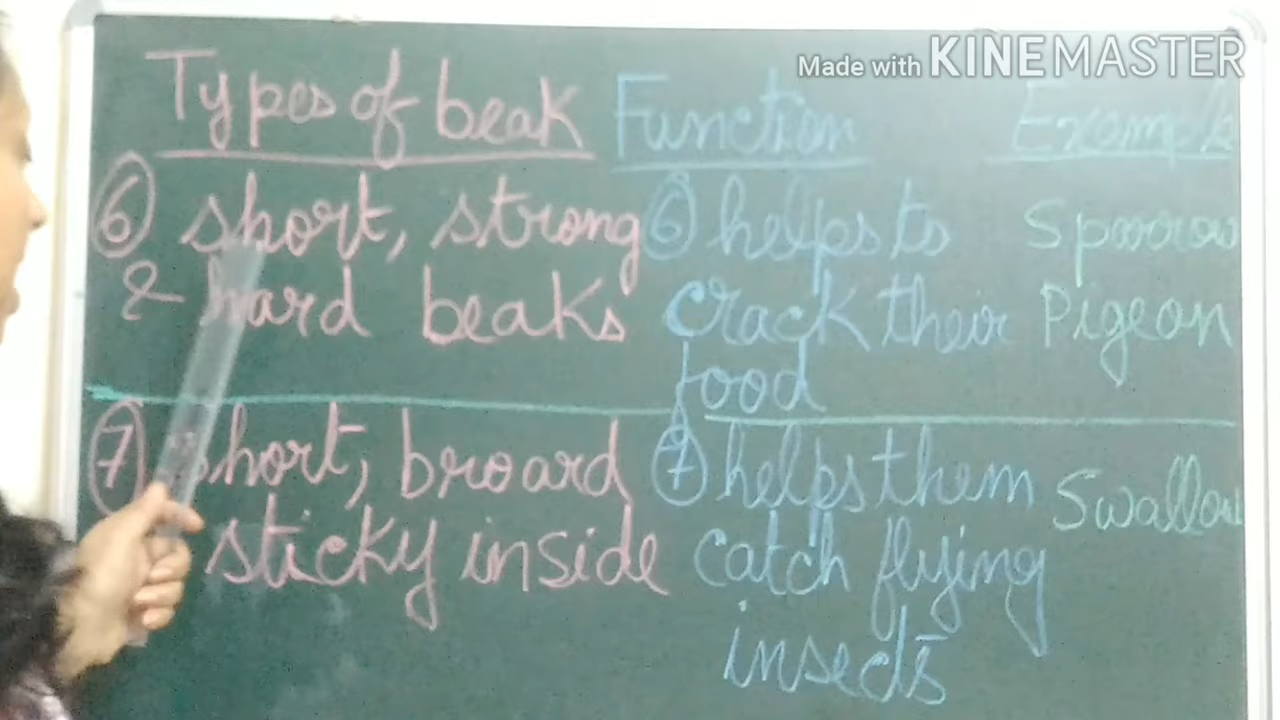 Made with KINEMASTER
Types of beak Function Example
6 short, strong 6 helps to Sparrow
& hard beaks crack their Pigeon
food
7 short, broard 7 helps them Swallow
sticky inside catch flying
insects